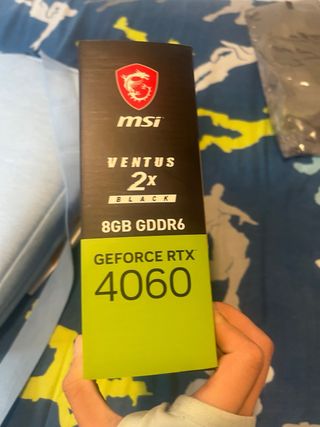 msi
VENTUS
2x
BLACK
8GB GDDR6
GEFORCE RTX
4060